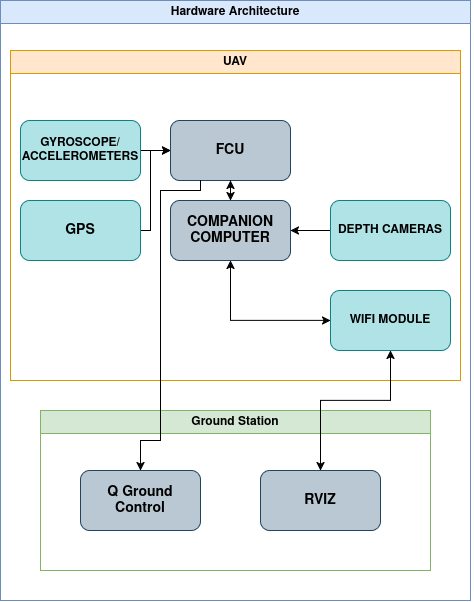 Hardware Architecture
UAV
GYROSCOPE/
ACCELEROMETERS
FCU
GPS
COMPANION
COMPUTER
DEPTH CAMERAS
WIFI MODULE
Ground Station
Q Ground
Control
RVIZ